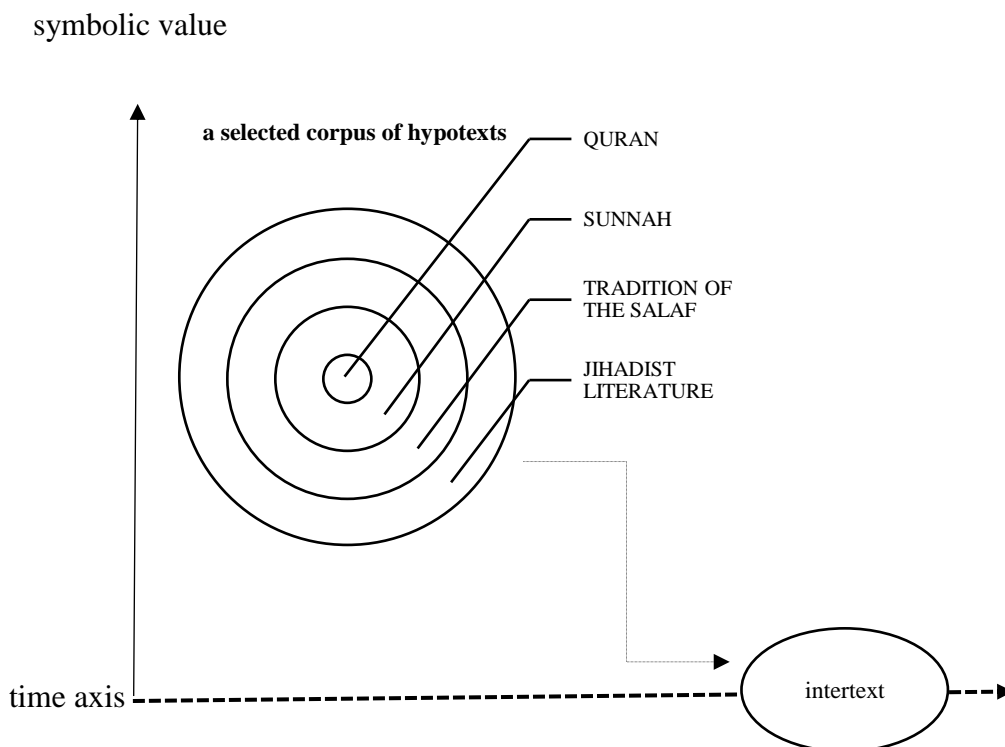 symbolic value
a selected corpus of hypotexts
QURAN
SUNNAH
TRADITION OF
THE SALAF
JIHADIST
LITERATURE
time axis
intertext